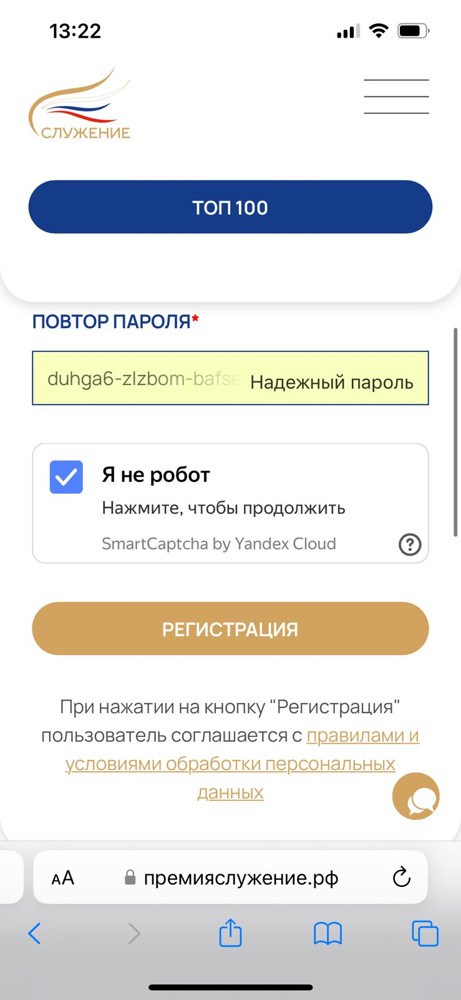 13:22
СЛУЖЕНИЕ
ТОП 100
ПОВТОР ПАРОЛЯ*
duhga6-zlzbom-bafse Надежный пароль
Я не робот
Нажмите, чтобы продолжить
SmartCaptcha by Yandex Cloud
РЕГИСТРАЦИЯ
При нажатии на кнопку "Регистрация"
пользователь соглашается с правилами и
условиями обработки персональных
данных
AA премияслужение.рф